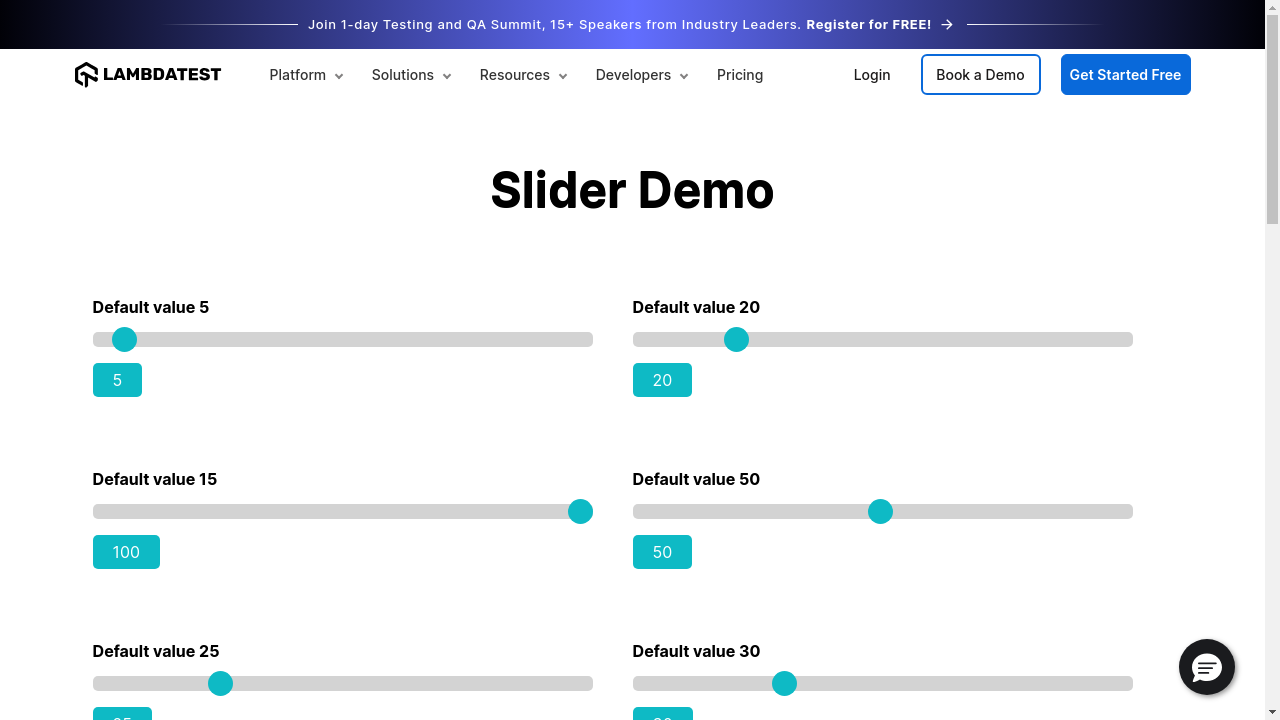 Join 1-day Testing and QA Summit, 15+ Speakers from Industry Leaders. Register for FREE!
LAMBDATEST Platform Solutions Resources Developers Pricing Login Book a Demo Get Started Free
Slider Demo
Default value 5
5
Default value 20
20
Default value 15
100
Default value 50
50
Default value 25
Default value 30